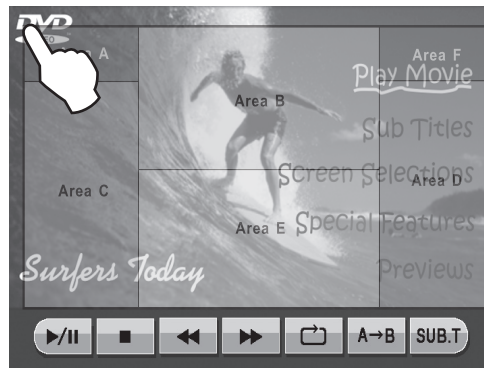 DVD
Area A
Area F
Play Movie
Area B
Sub Titles
Screen Selections
Area D
Area C
Area E
Special Features
Surfers Today
Previews
A→B
SUB.T